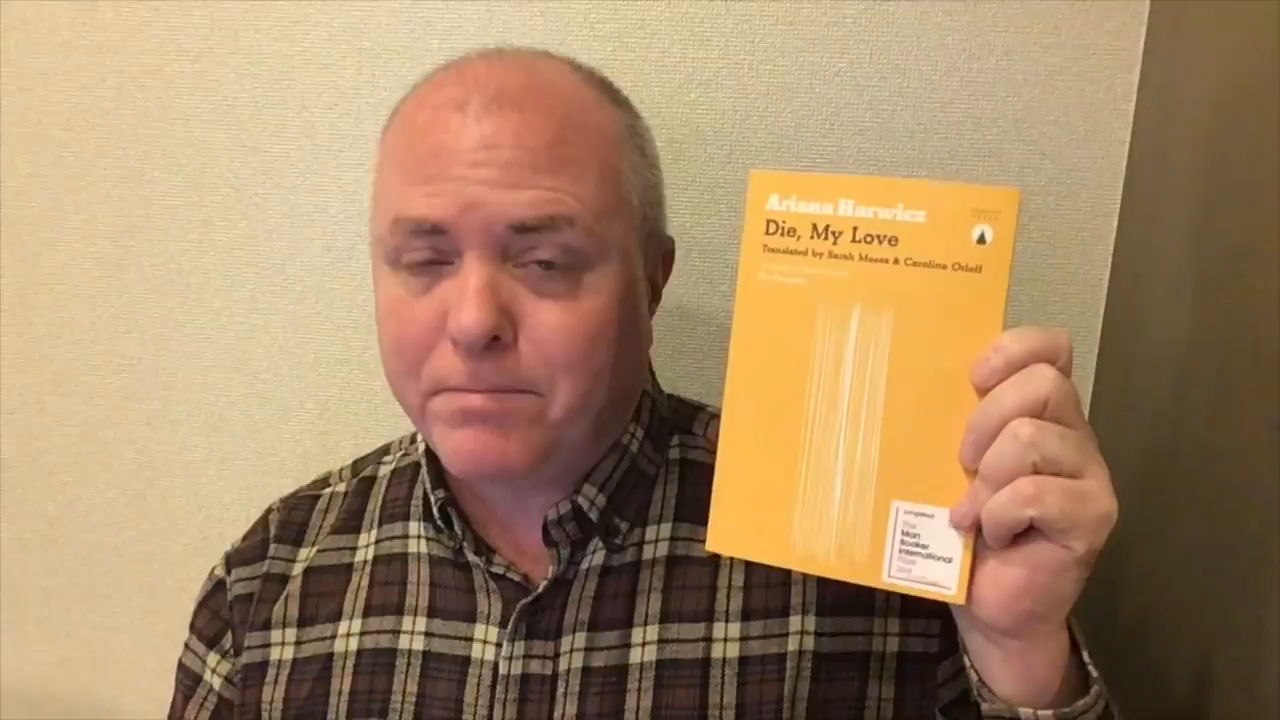 Ariana Harwicz
Die, My Love
Translated by Sarah Moses & Carolina Orloff
Longlisted
The
Man
Booker
International
Prize
2018